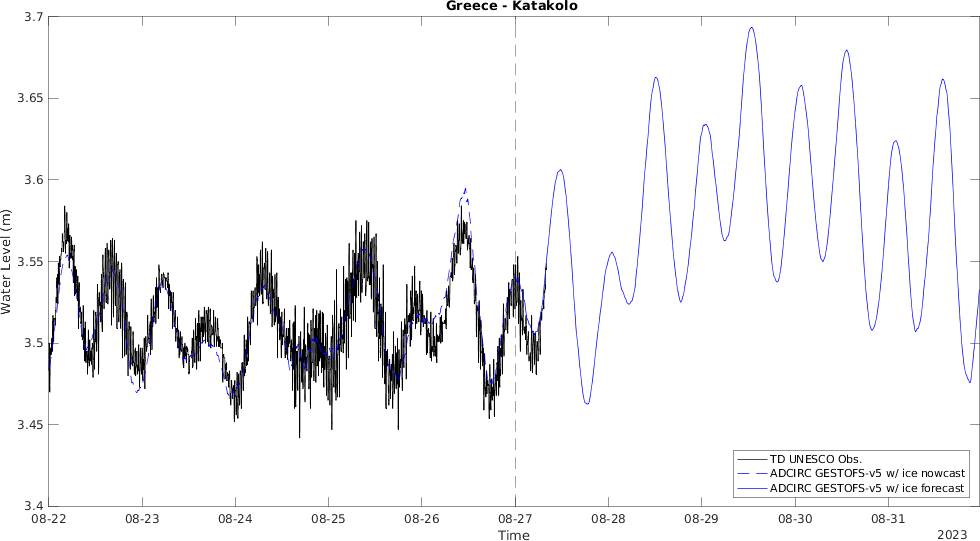 Greece - Katakolo
3.7
3.65
3.6
3.55
3.5
3.45
3.4
Water Level (m)
TD UNESCO Obs.
ADCIRC GESTOFS-v5 w/ ice nowcast
ADCIRC GESTOFS-v5 w/ ice forecast
08-22 08-23 08-24 08-25 08-26 08-27 08-28 08-29 08-30 08-31
Time
2023